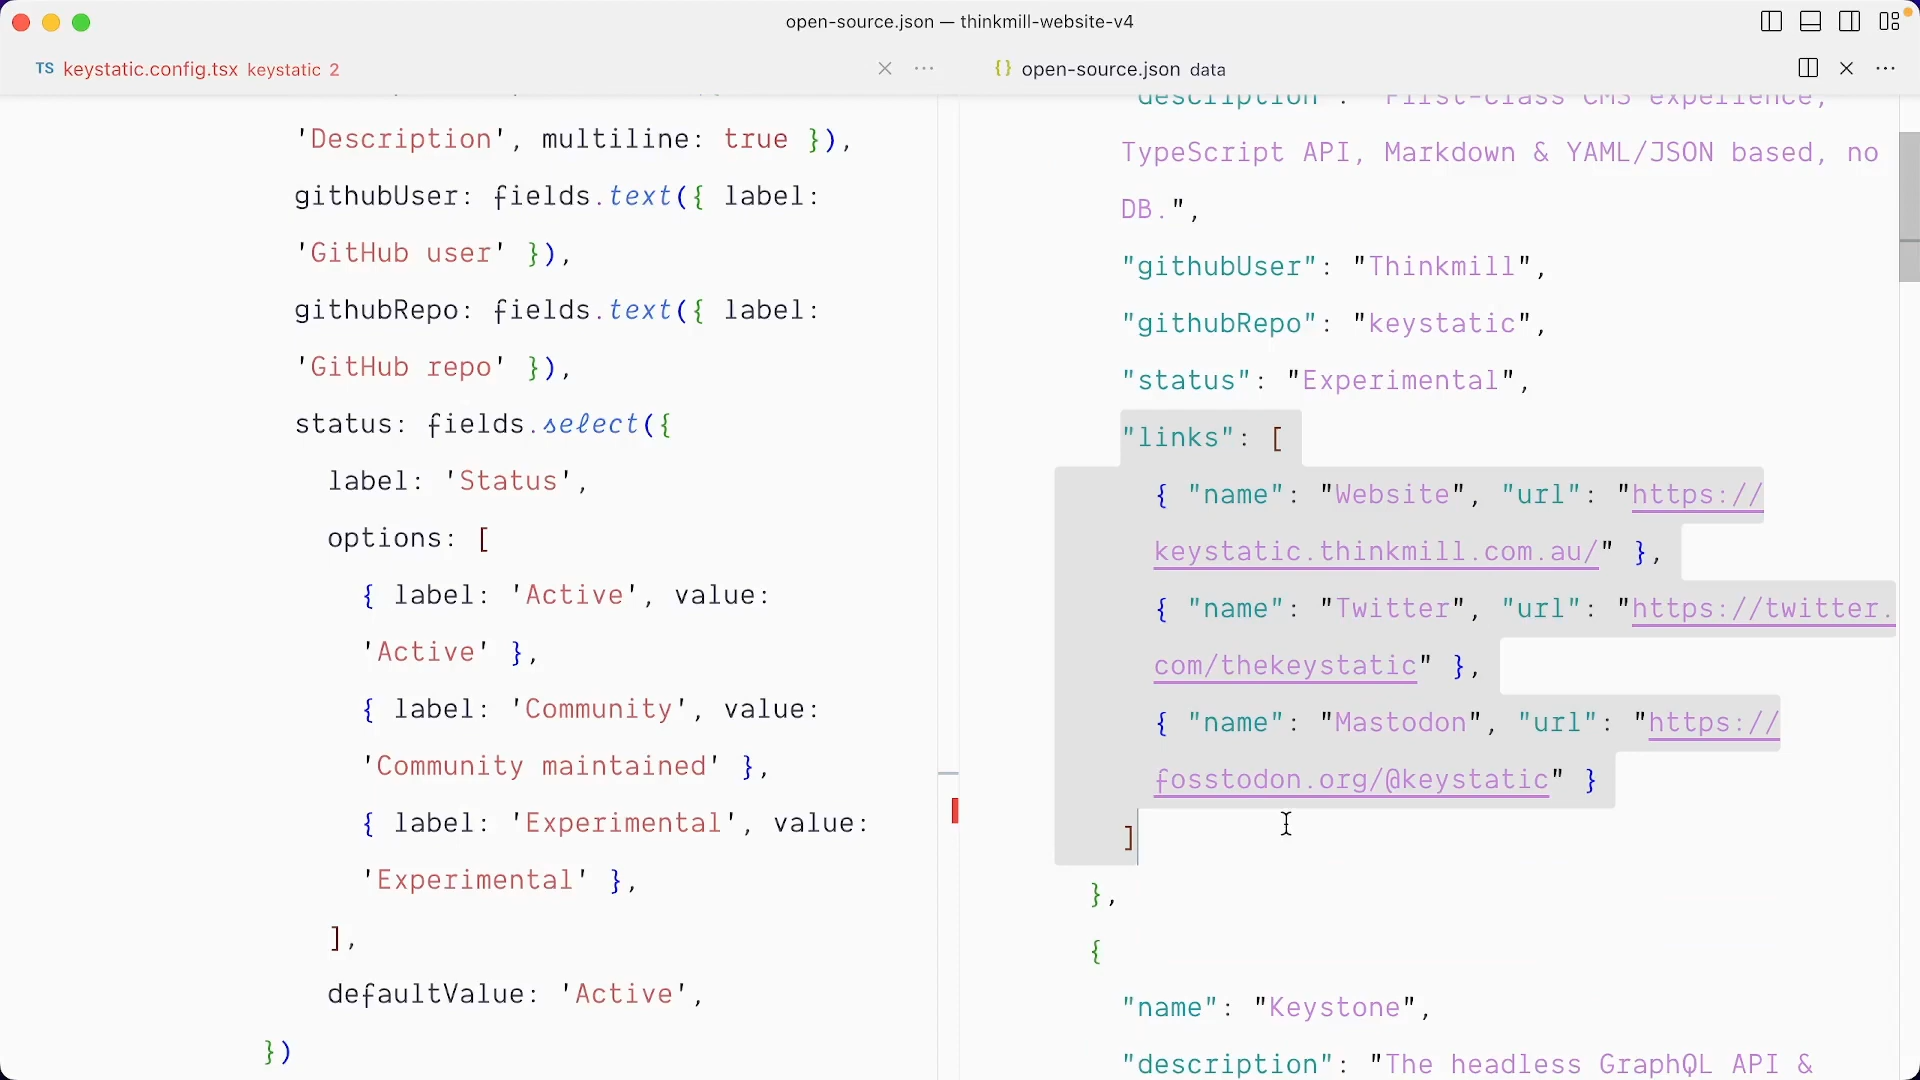 open-source.json — thinkmill-website-v4
TS keystatic.config.tsx keystatic 2
{} open-source.json data
'Description', multiline: true }),
githubUser: fields.text({ label:
'GitHub user' }),
githubRepo: fields.text({ label:
'GitHub repo' }),
status: fields.select({
label: 'Status',
options: [
{ label: 'Active', value:
'Active' },
{ label: 'Community', value:
'Community maintained' },
{ label: 'Experimental', value:
'Experimental' },
],
defaultValue: 'Active',
})
"description": "First-class CMS experience,
TypeScript API, Markdown & YAML/JSON based, no
DB.",
"githubUser": "Thinkmill",
"githubRepo": "keystatic",
"status": "Experimental",
"links": [
{ "name": "Website", "url": "https://
keystatic.thinkmill.com.au/" },
{ "name": "Twitter", "url": "https://twitter.
com/thekeystatic" },
{ "name": "Mastodon", "url": "https://
fosstodon.org/@keystatic" }
]
},
{
"name": "Keystone",
"description": "The headless GraphQL API &